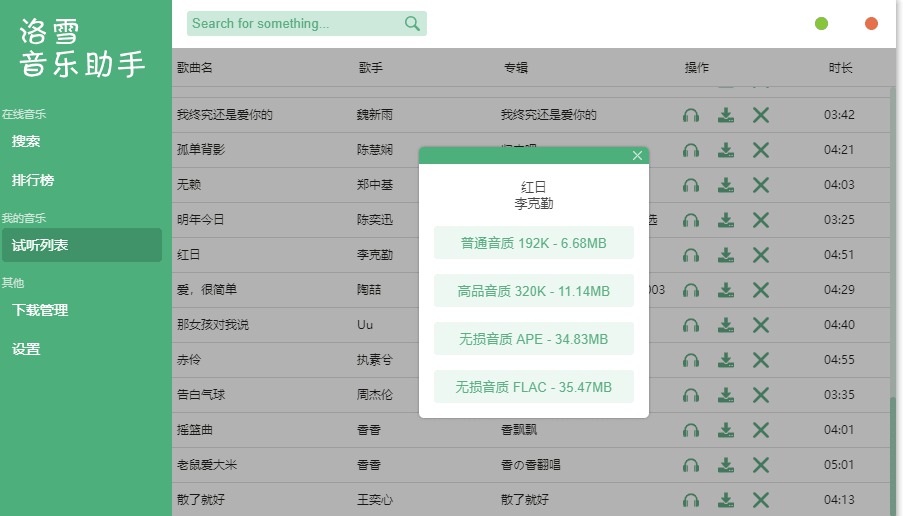 洛雪
音乐助手
Search for something...
在线音乐
搜索
排行榜
我的音乐
试听列表
其他
下载管理
设置
歌曲名 歌手 专辑 操作 时长
我终究还是爱你的 魏新雨 我终究还是爱你的 03:42
孤单背影 陈慧娴 04:21
无赖 郑中基 04:03
明年今日 陈奕迅 选 03:25
红日 李克勤 04:51
爱，很简单 陶喆 003 04:29
那女孩对我说 Uu 04:40
赤伶 执素兮 04:55
告白气球 周杰伦 03:35
摇篮曲 香香 香飘飘 04:01
老鼠爱大米 香香 香の香翻唱 05:01
散了就好 王奕心 散了就好 04:13
红日
李克勤
普通音质 192K - 6.68MB
高品音质 320K - 11.14MB
无损音质 APE - 34.83MB
无损音质 FLAC - 35.47MB